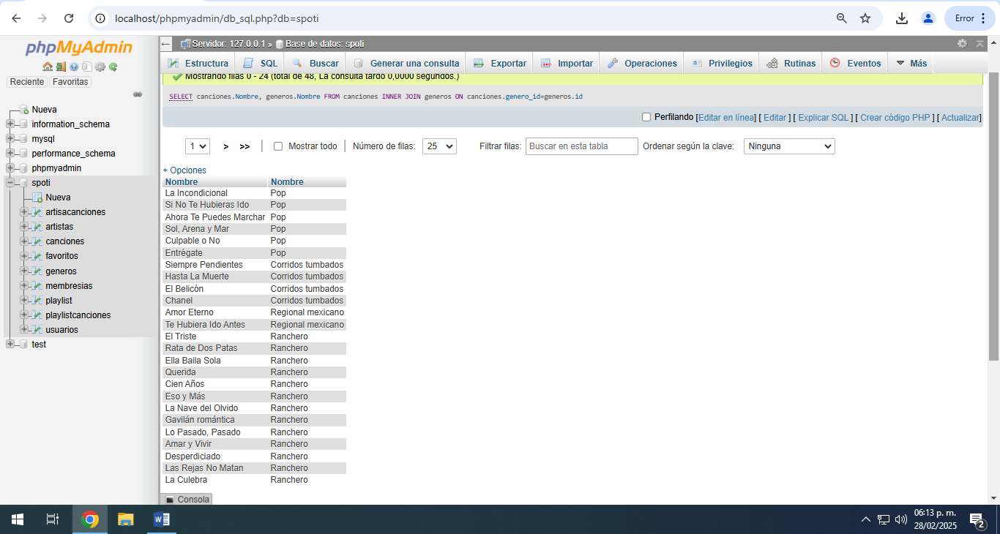 localhost/phpmyadmin/db_sql.php?db=spoti
Error
phpMyAdmin
Reciente Favoritas
Nueva
information_schema
mysql
performance_schema
phpmyadmin
spoti
Nueva
artisacanciones
artistas
canciones
favoritos
generos
membresias
playlist
playlistcanciones
usuarios
test
Servidor: 127.0.0.1 » Base de datos: spoti
Estructura SQL Buscar Generar una consulta Exportar Importar Operaciones Privilegios Rutinas Eventos Más
Mostrando filas 0 - 24 (total de 48, La consulta tardó 0,0000 segundos.)
SELECT canciones.Nombre, generos.Nombre FROM canciones INNER JOIN generos ON canciones.genero_id=generos.id
Perfilando [Editar en línea] [ Editar ] [ Explicar SQL ] [ Crear código PHP ] [ Actualizar]
1 > >> Mostrar todo Número de filas: 25 Filtrar filas: Buscar en esta tabla Ordenar según la clave: Ninguna
+ Opciones
Nombre Nombre
La Incondicional Pop
Si No Te Hubieras Ido Pop
Ahora Te Puedes Marchar Pop
Sol, Arena y Mar Pop
Culpable o No Pop
Entrégate Pop
Siempre Pendientes Corridos tumbados
Hasta La Muerte Corridos tumbados
El Belicón Corridos tumbados
Chanel Corridos tumbados
Amor Eterno Regional mexicano
Te Hubiera Ido Antes Regional mexicano
El Triste Ranchero
Rata de Dos Patas Ranchero
Ella Baila Sola Ranchero
Querida Ranchero
Cien Años Ranchero
Eso y Más Ranchero
La Nave del Olvido Ranchero
Gavilán romántica Ranchero
Lo Pasado, Pasado Ranchero
Amar y Vivir Ranchero
Desperdiciado Ranchero
Las Rejas No Matan Ranchero
La Culebra Ranchero
Consola
06:13 p. m.
28/02/2025
2